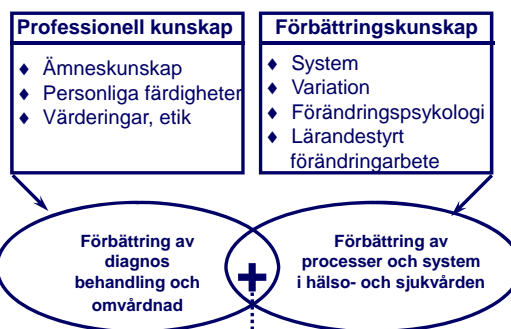 Professionell kunskap
♦ Ämneskunskap
♦ Personliga färdigheter
♦ Värderingar, etik
Förbättringskunskap
♦ System
♦ Variation
♦ Förändringspsykologi
♦ Lärandestyrt
förändringarbete
Förbättring av
diagnos
behandling och
omvårdnad
+
Förbättring av
processer och system
i hälso- och sjukvården